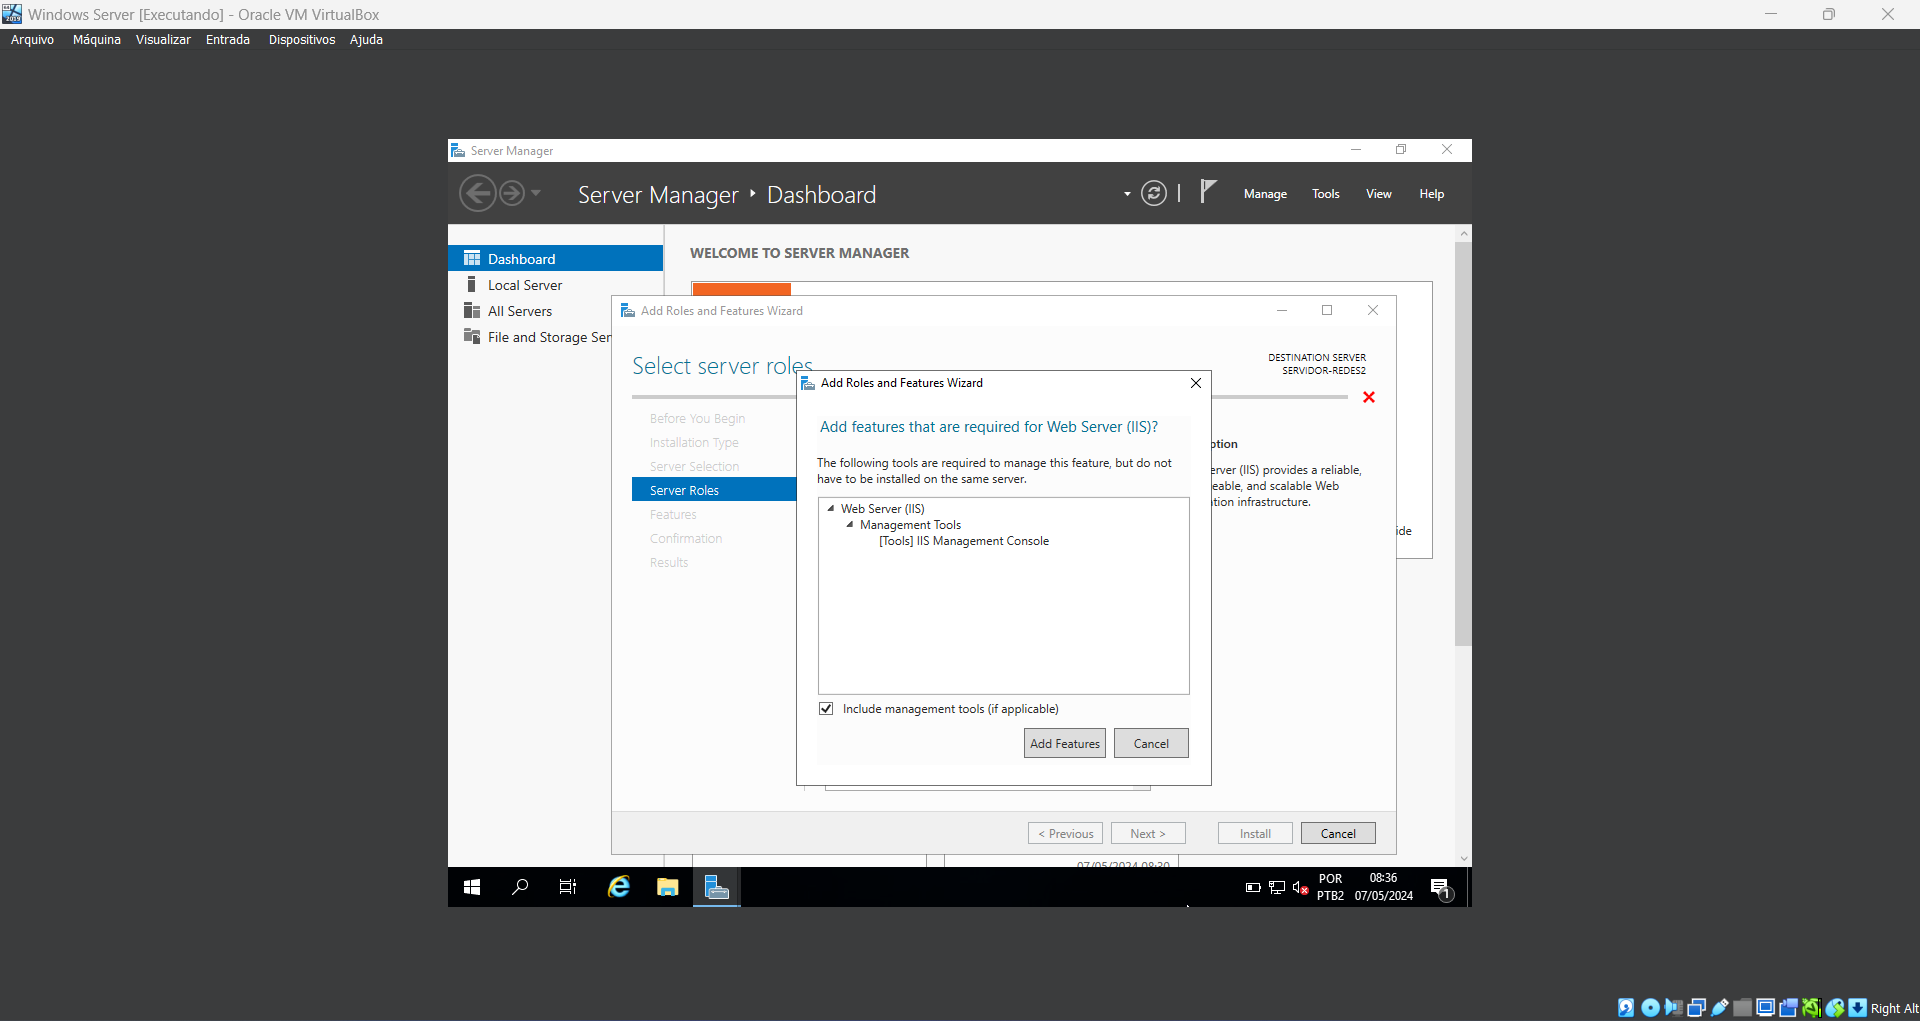 Windows Server [Executando] - Oracle VM VirtualBox
Arquivo Máquina Visualizar Entrada Dispositivos Ajuda
Server Manager
Server Manager Dashboard
Manage Tools View Help
Dashboard
Local Server
All Servers
File and Storage Ser
WELCOME TO SERVER MANAGER
Add Roles and Features Wizard
Select server roles
DESTINATION SERVER
SERVIDOR-REDES2
Before You Begin
Installation Type
Server Selection
Server Roles
Features
Confirmation
Results
Add Roles and Features Wizard
Add features that are required for Web Server (IIS)?
The following tools are required to manage this feature, but do not
have to be installed on the same server.
Web Server (IIS)
Management Tools
[Tools] IIS Management Console
Include management tools (if applicable)
Add Features Cancel
ption
erver (IIS) provides a reliable,
eable, and scalable Web
tion infrastructure.
ide
< Previous Next > Install Cancel
07/05/2024 08:30
POR
PTB2
08:36
07/05/2024
1
Right Alt